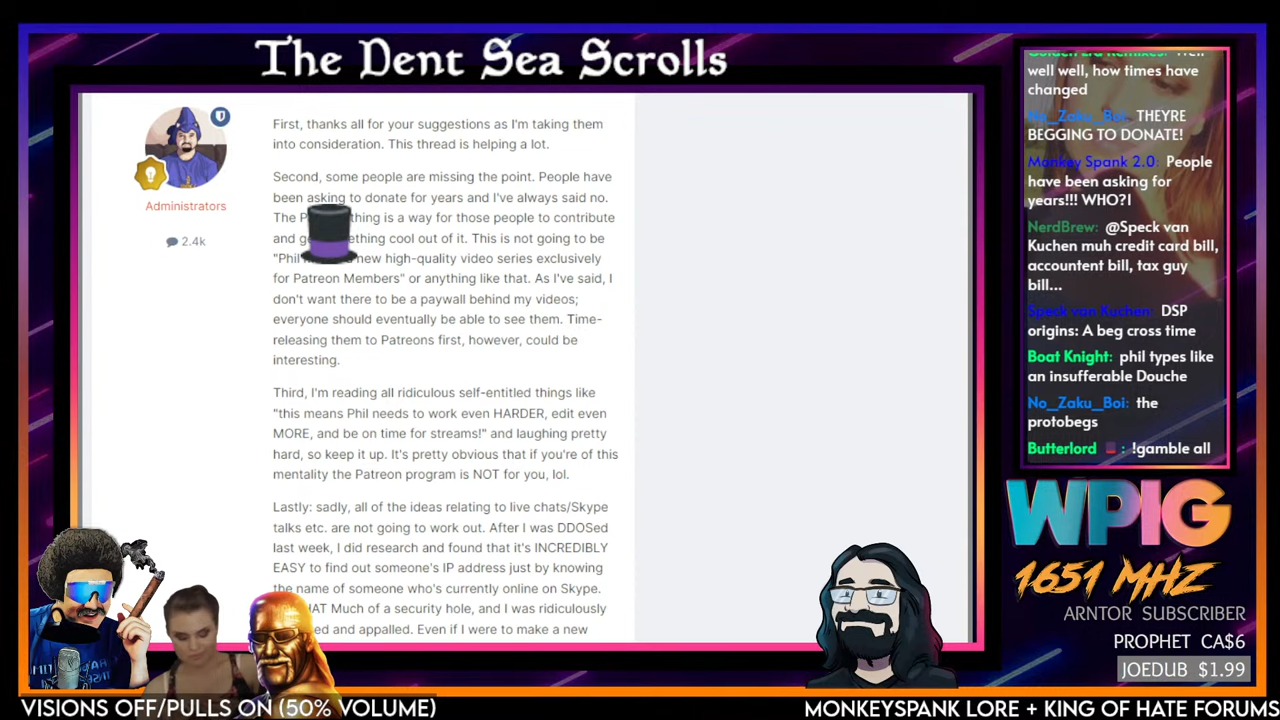 The Dent Sea Scrolls
First, thanks all for your suggestions as I'm taking them
into consideration. This thread is helping a lot.
Second, some people are missing the point. People have
been asking to donate for years and I've always said no.
The thing is a way for those people to contribute
and cool out of it. This is not going to be
"Phil new high-quality video series exclusively
for Patreon Members" or anything like that. As I've said, I
don't want there to be a paywall behind my videos;
everyone should eventually be able to see them. Time-
releasing them to Patreons first, however, could be
interesting.
Third, I'm reading all ridiculous self-entitled things like
"this means Phil needs to work even HARDER, edit even
MORE, and be on time for streams!" and laughing pretty
hard, so keep it up. It's pretty obvious that if you're of this
mentality the Patreon program is NOT for you, lol.
Lastly: sadly, all of the ideas relating to live chats/Skype
talks etc. are not going to work out. After I was DDOSed
last week, I did research and found that it's INCREDIBLY
EASY to find out someone's IP address just by knowing
the name of someone who's currently online on Skype.
Much of a security hole, and I was ridiculously
and appalled. Even if I were to make a new
Administrators
2.4k
Golden Era Remixes: Well
well well, how times have
changed
No_Zaku_Boi: THEYRE
BEGGING TO DONATE!
Monkey Spank 2.0: People
have been asking for
years!!! WHO?!
NerdBrew: @Speck van
Kuchen muh credit card bill,
accountent bill, tax guy
bill...
Speck van Kuchen: DSP
origins: A beg cross time
Boat Knight: phil types like
an insufferable Douche
No_Zaku_Boi: the
protobegs
Butterlord : !gamble all
WPIG
1651 MHZ
ARNTOR SUBSCRIBER
PROPHET CA$6
JOEDUB $1.99
VISIONS OFF/PULLS ON (50% VOLUME)
MONKEYSPANK LORE + KING OF HATE FORUMS